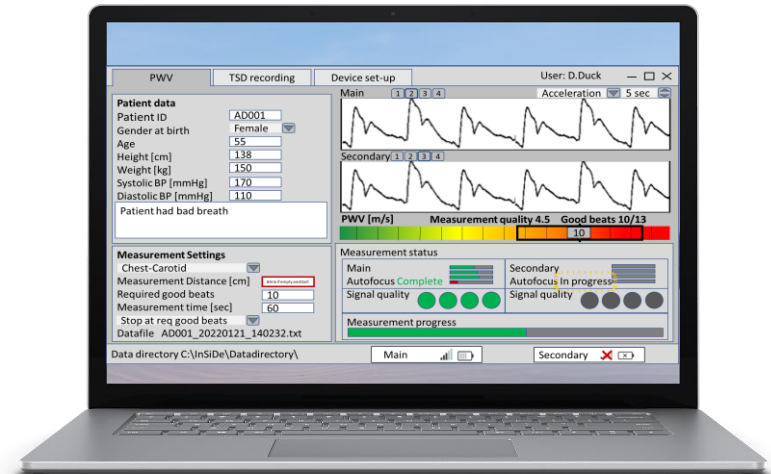 PWV TSD recording Device set-up User: D.Duck
Main 1 2 3 4 Acceleration 5 sec
Patient data
Patient ID AD001
Gender at birth Female
Age 55
Height [cm] 138
Weight [kg] 150
Systolic BP [mmHg] 170
Diastolic BP [mmHg] 110
Patient had bad breath
Secondary 1 2 3 4
PWV [m/s] Measurement quality 4.5 Good beats 10/13
10
Measurement Settings
Chest-Carotid
Measurement Distance [cm]
Required good beats 10
Measurement time [sec] 60
Stop at req good beats
Datafile AD001_20220121_140232.txt
Measurement status
Main
Autofocus Complete
Signal quality
Secondary
Autofocus In progress
Signal quality
Measurement progress
Data directory C:\InSiDe\Datadirectory\ Main Secondary